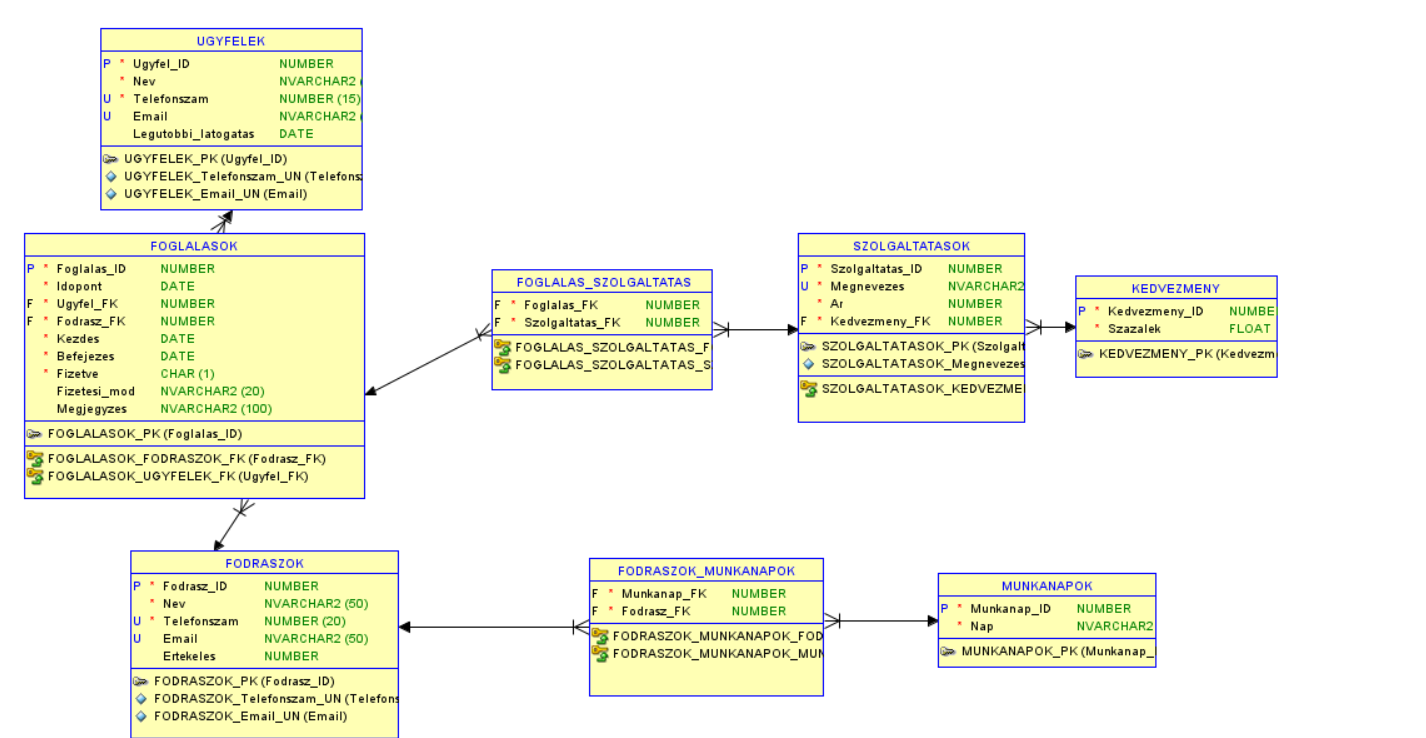 UGYFELEK
P * Ugyfel_ID NUMBER
* Nev NVARCHAR2 (
U * Telefonszam NUMBER (15)
U Email NVARCHAR2 (
Legutobbi_latogatas DATE
UGYFELEK_PK (Ugyfel_ID)
UGYFELEK_Telefonszam_UN (Telefons
UGYFELEK_Email_UN (Email)
FOGLALASOK
P * Foglalas_ID NUMBER
* Idopont DATE
F * Ugyfel_FK NUMBER
F * Fodrasz_FK NUMBER
* Kezdes DATE
* Befejezes DATE
* Fizetve CHAR (1)
Fizetesi_mod NVARCHAR2 (20)
Megjegyzes NVARCHAR2 (100)
FOGLALASOK_PK (Foglalas_ID)
FOGLALASOK_FODRASZOK_FK (Fodrasz_FK)
FOGLALASOK_UGYFELEK_FK (Ugyfel_FK)
FOGLALAS_SZOLGALTATAS
F * Foglalas_FK NUMBER
F * Szolgaltatas_FK NUMBER
FOGLALAS_SZOLGALTATAS_F
FOGLALAS_SZOLGALTATAS_S
SZOLGALTATASOK
P * Szolgaltatas_ID NUMBER
U * Megnevezes NVARCHAR2
* Ar NUMBER
F * Kedvezmeny_FK NUMBER
SZOLGALTATASOK_PK (Szolgalt
SZOLGALTATASOK_Megnevezes
SZOLGALTATASOK_KEDVEZME
KEDVEZMENY
P * Kedvezmeny_ID NUMBE
* Szazalek FLOAT
KEDVEZMENY_PK (Kedvezm
FODRASZOK
P * Fodrasz_ID NUMBER
* Nev NVARCHAR2 (50)
U * Telefonszam NUMBER (20)
U Email NVARCHAR2 (50)
Ertekeles NUMBER
FODRASZOK_PK (Fodrasz_ID)
FODRASZOK_Telefonszam_UN (Telefons
FODRASZOK_Email_UN (Email)
FODRASZOK_MUNKANAPOK
F * Munkanap_FK NUMBER
F * Fodrasz_FK NUMBER
FODRASZOK_MUNKANAPOK_FOD
FODRASZOK_MUNKANAPOK_MUN
MUNKANAPOK
P * Munkanap_ID NUMBER
* Nap NVARCHAR2
MUNKANAPOK_PK (Munkanap_